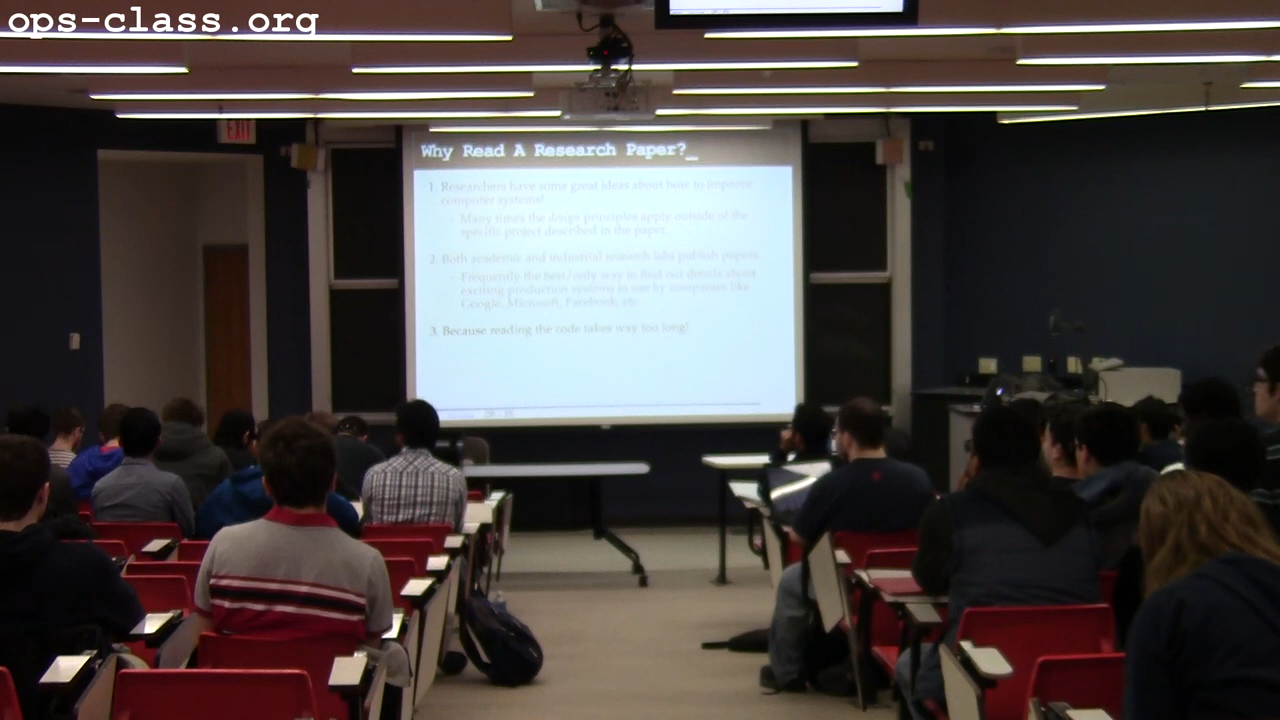 ops-class.org
EXIT
Why Read A Research Paper?_
1. Researchers have some great ideas about how to improve
computer systems!
Many times the design principles apply outside of the
specific project described in the paper.
2. Both academic and industrial research labs publish papers.
Frequently the best/only way to find out details about
exciting production systems in use by companies like
Google, Microsoft, Facebook, etc.
3. Because reading the code takes way too long!